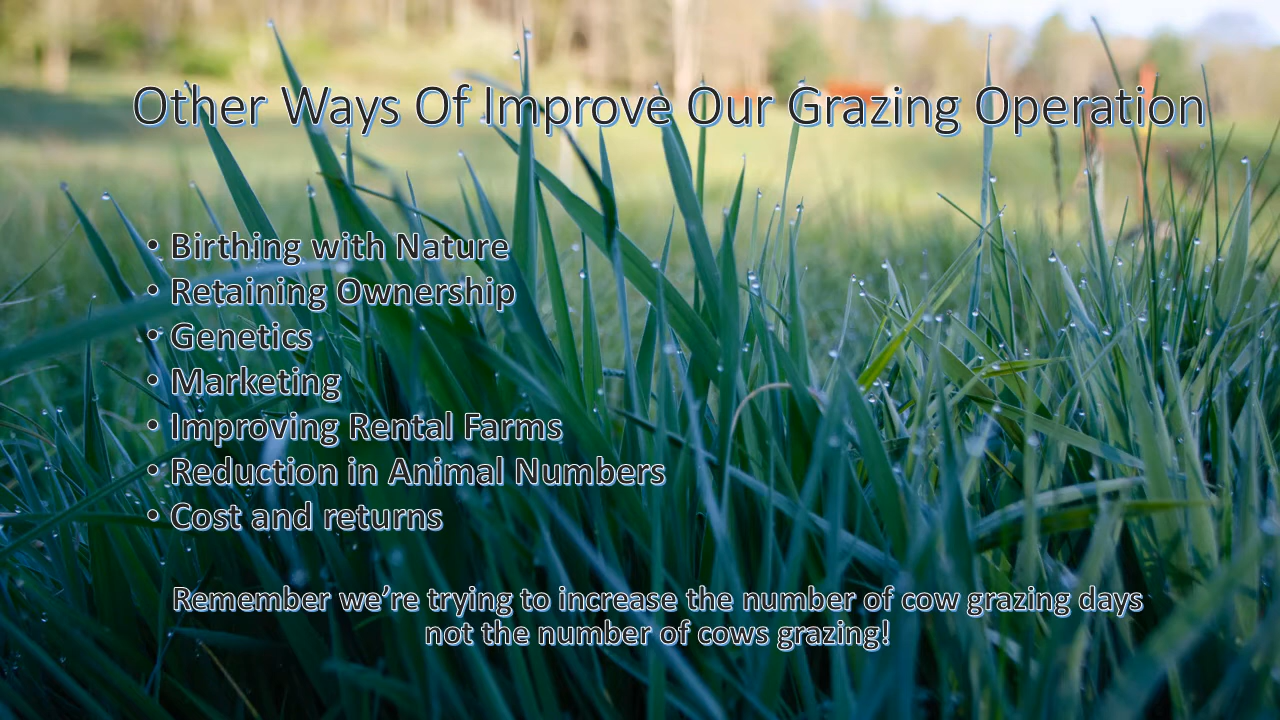 Other Ways Of Improve Our Grazing Operation
• Birthing with Nature
• Retaining Ownership
• Genetics
• Marketing
• Improving Rental Farms
• Reduction in Animal Numbers
• Cost and returns
Remember we’re trying to increase the number of cow grazing days
not the number of cows grazing!